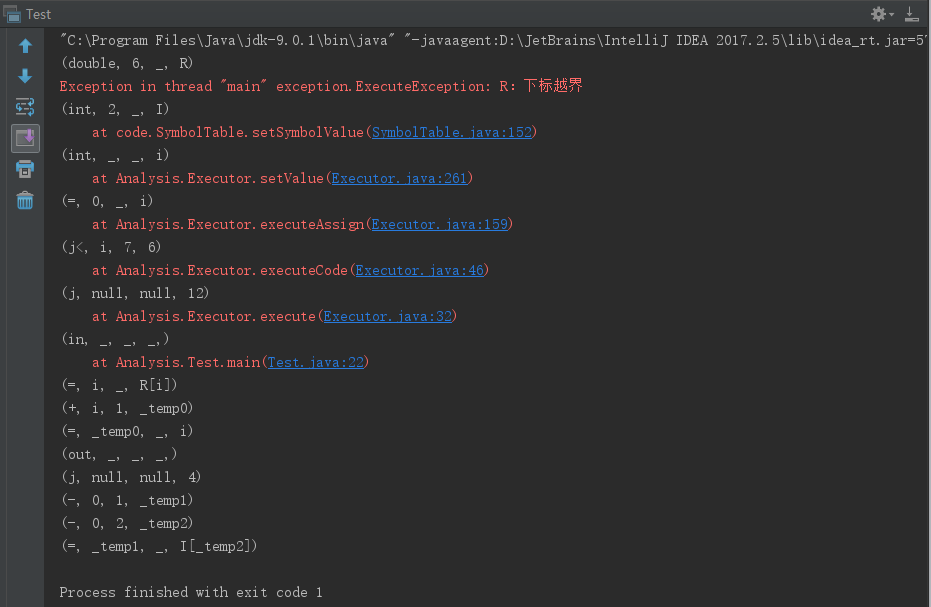 Test
"C:\Program Files\Java\jdk-9.0.1\bin\java" "-javaagent:D:\JetBrains\IntelliJ IDEA 2017.2.5\lib\idea_rt.jar=5
(double, 6, _, R)
Exception in thread "main" exception.ExecuteException: R：下标越界
(int, 2, _, I)
at code.SymbolTable.setSymbolValue(SymbolTable.java:152)
(int, _, _, i)
at Analysis.Executor.setValue(Executor.java:261)
(=, 0, _, i)
at Analysis.Executor.executeAssign(Executor.java:159)
(j<, i, 7, 6)
at Analysis.Executor.executeCode(Executor.java:46)
(j, null, null, 12)
at Analysis.Executor.execute(Executor.java:32)
(in, _, _, _,)
at Analysis.Test.main(Test.java:22)
(=, i, _, R[i])
(+, i, 1, _temp0)
(=, _temp0, _, i)
(out, _, _, _,)
(j, null, null, 4)
(-, 0, 1, _temp1)
(-, 0, 2, _temp2)
(=, _temp1, _, I[_temp2])
Process finished with exit code 1